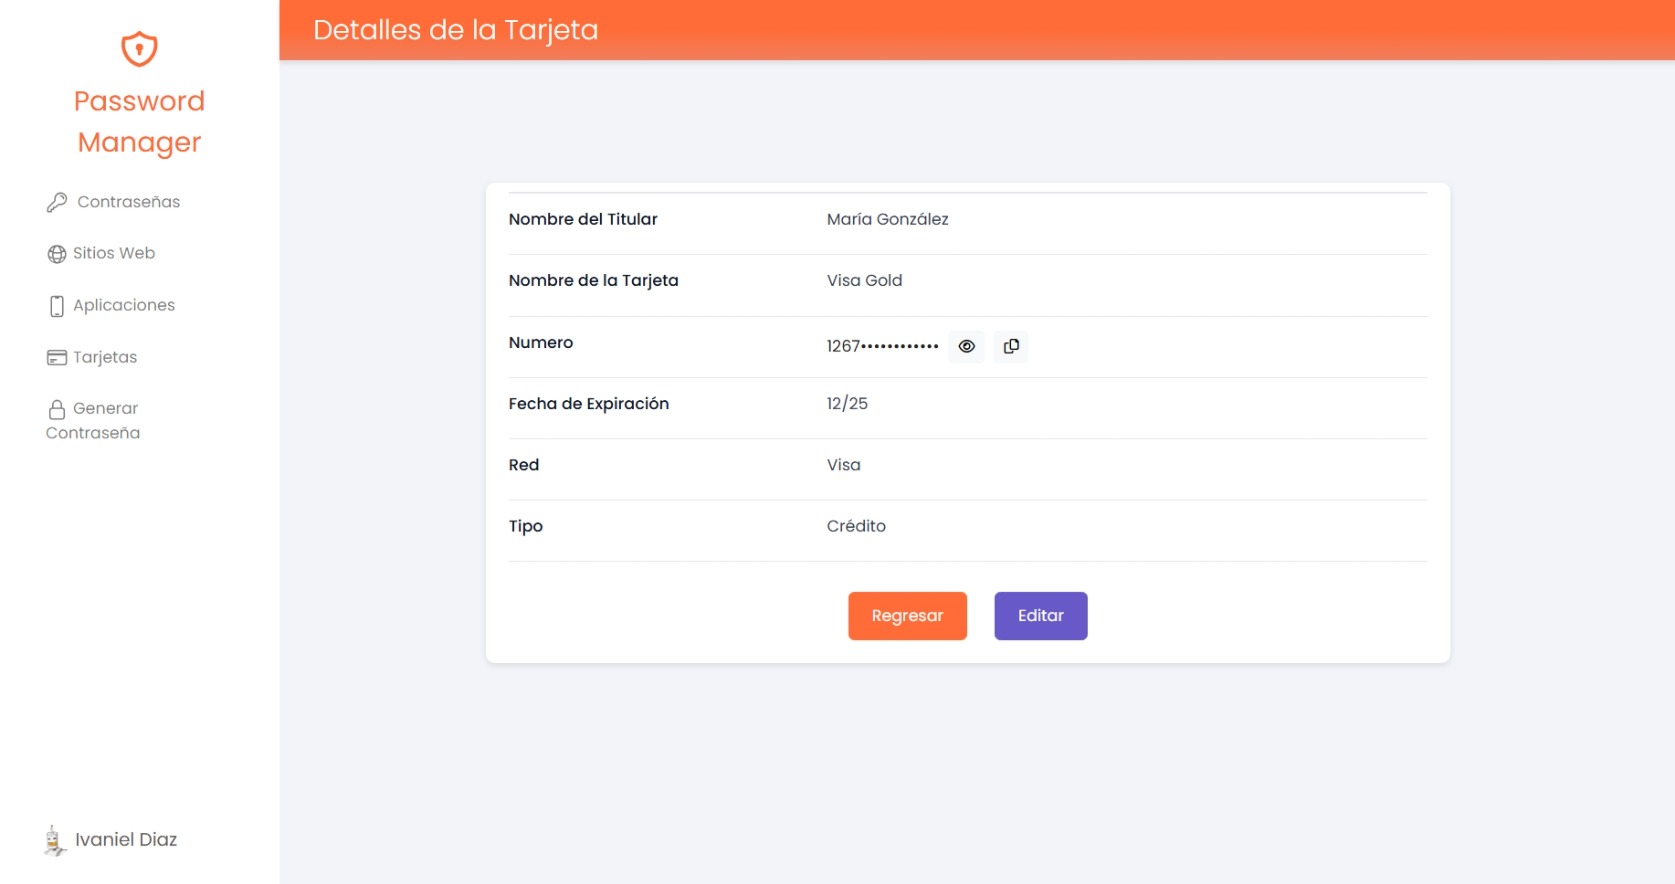 Detalles de la Tarjeta
Password
Manager
Contraseñas
Sitios Web
Aplicaciones
Tarjetas
Generar
Contraseña
Nombre del Titular María González
Nombre de la Tarjeta Visa Gold
Numero 1267••••••••••••
Fecha de Expiración 12/25
Red Visa
Tipo Crédito
Regresar Editar
Ivaniel Diaz